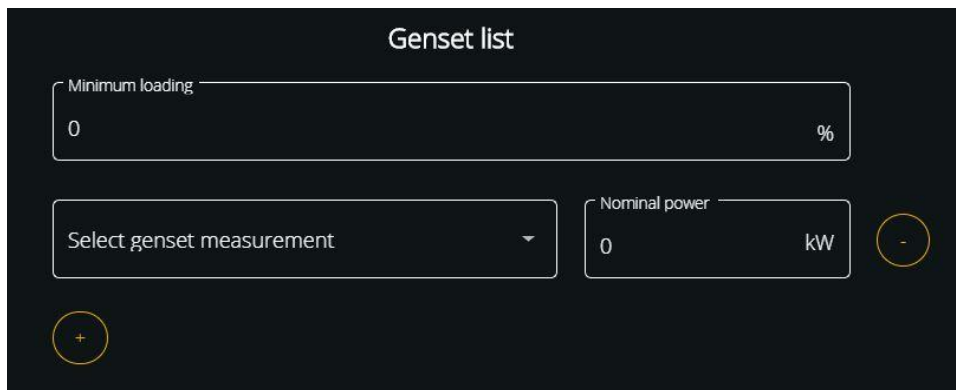 Genset list
Minimum loading
0 %
Nominal power
Select genset measurement 0 kW -
+